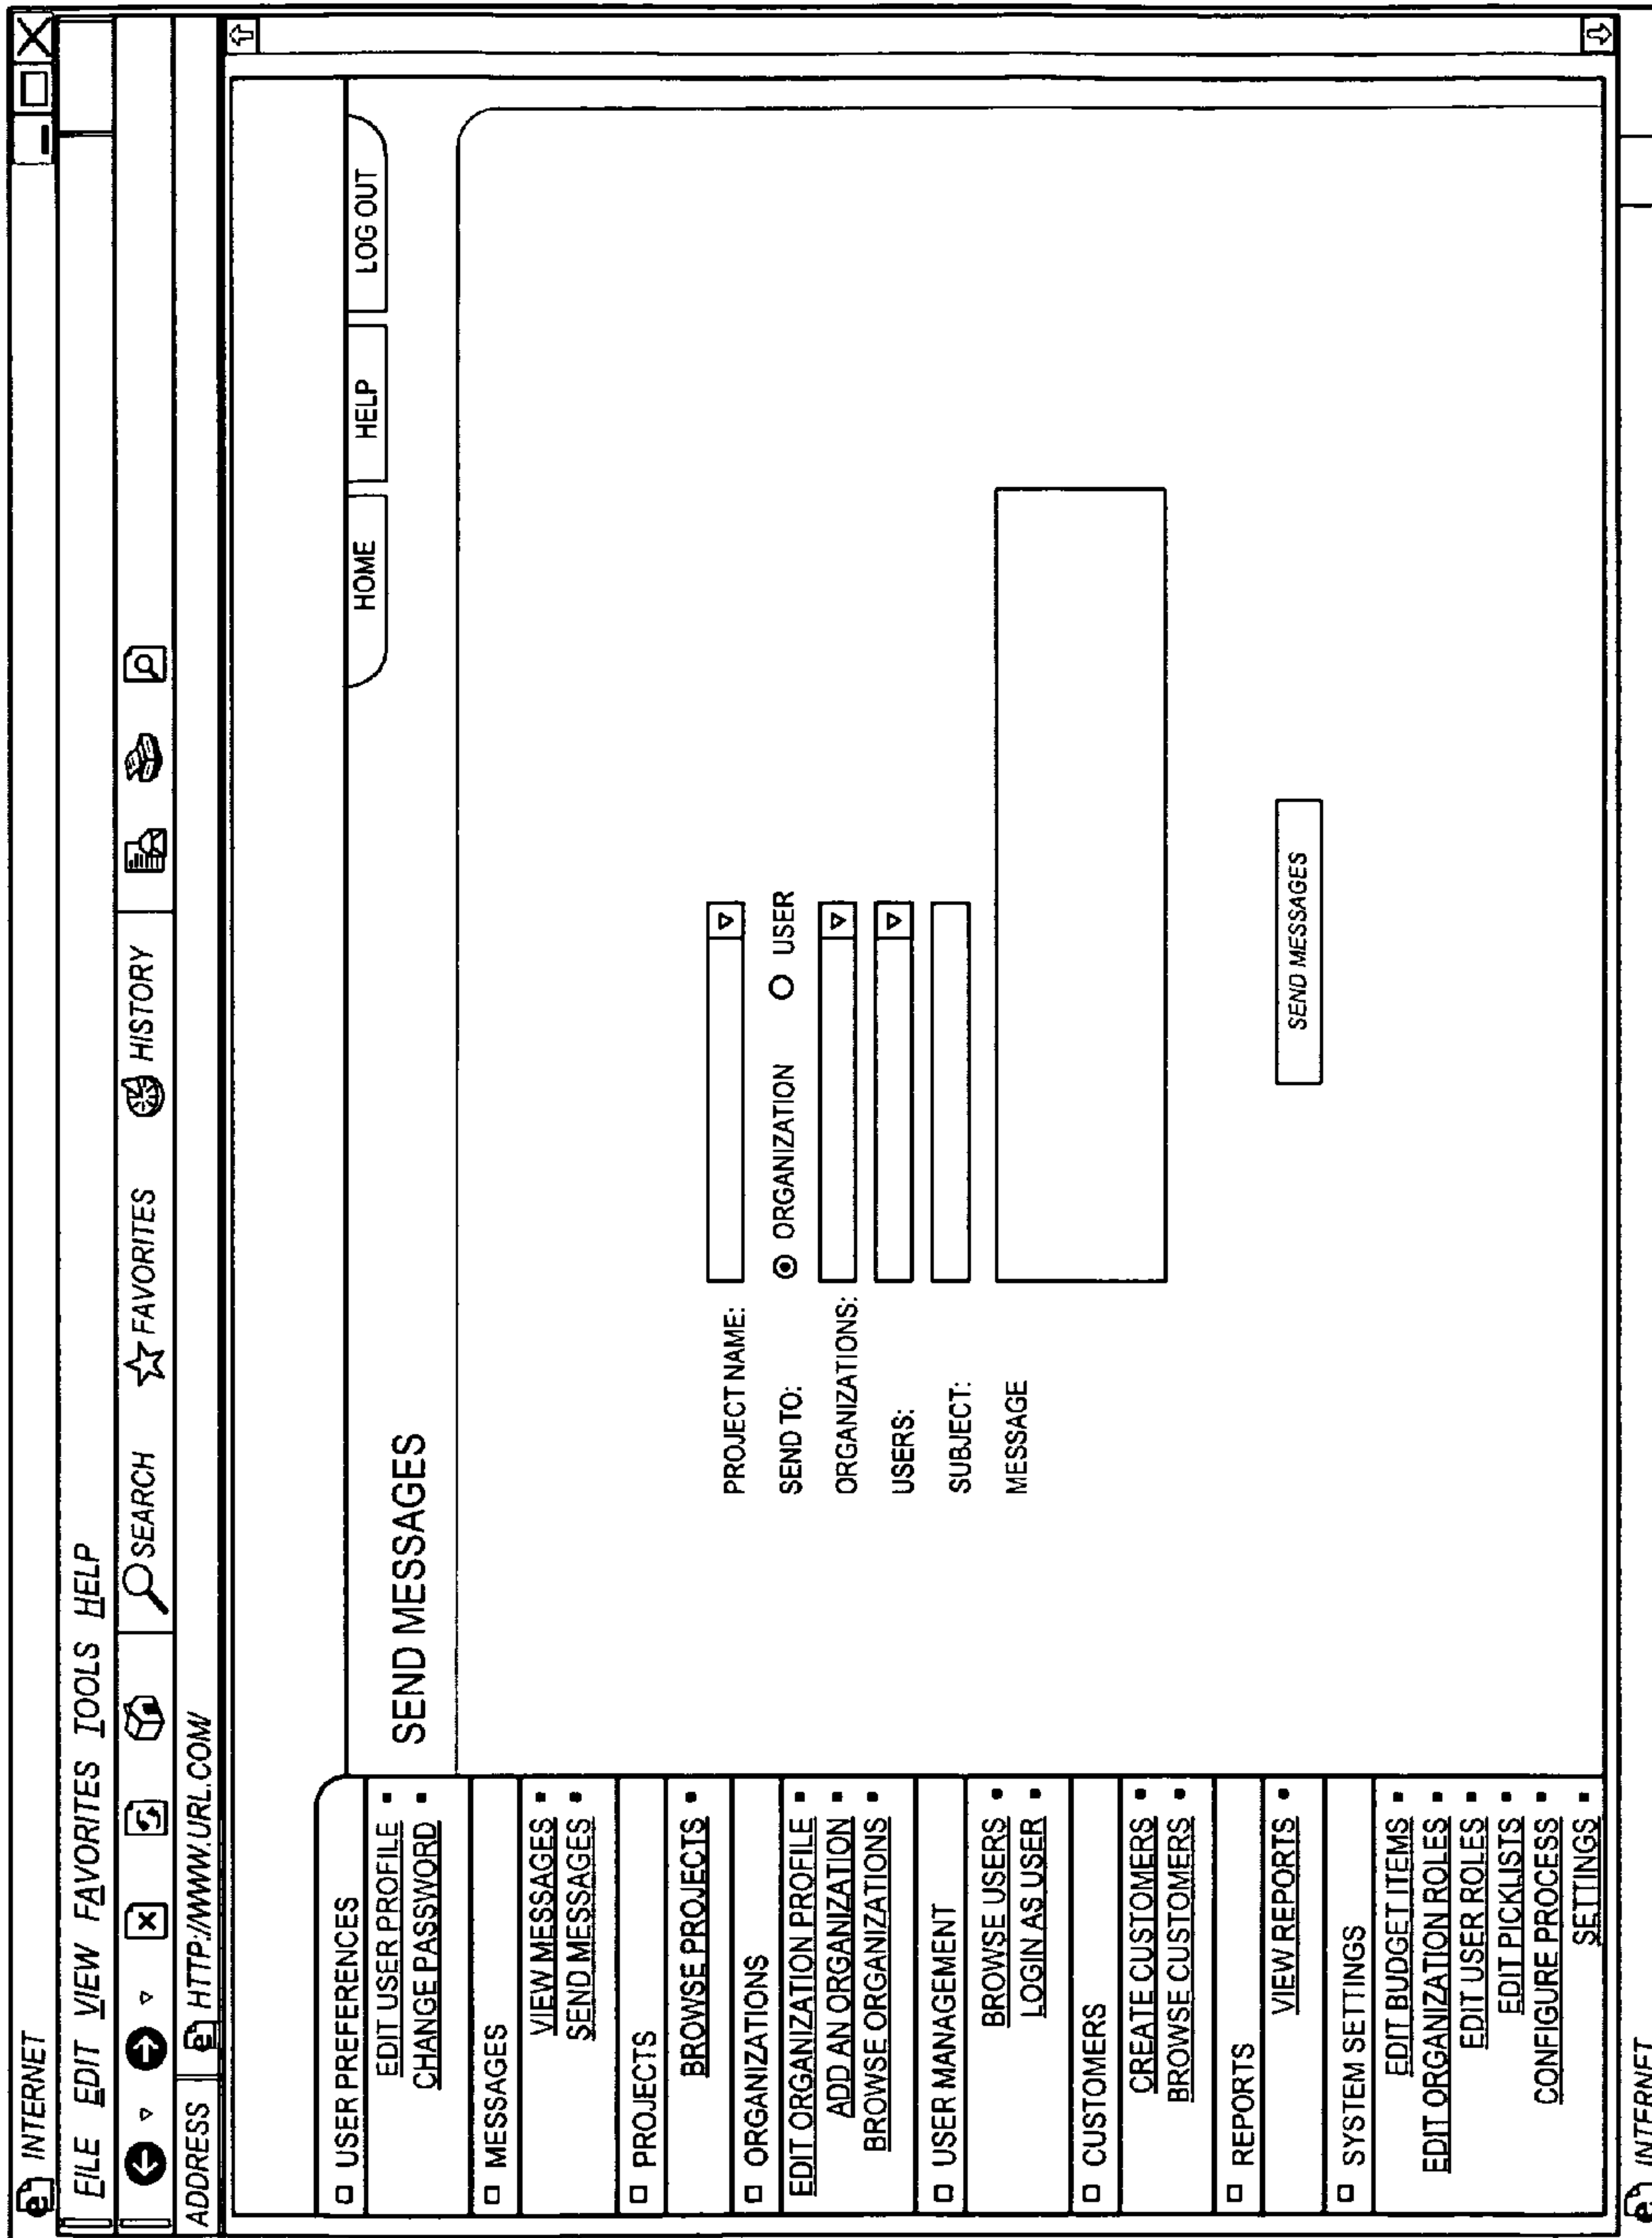 INTERNET
FILE EDIT VIEW FAVORITES TOOLS HELP
SEARCH FAVORITES HISTORY
ADDRESS HTTP://WWW.URL.COM/
HOME HELP LOG OUT
USER PREFERENCES
EDIT USER PROFILE
CHANGE PASSWORD
MESSAGES
VIEW MESSAGES
SEND MESSAGES
PROJECTS
BROWSE PROJECTS
ORGANIZATIONS
EDIT ORGANIZATION PROFILE
ADD AN ORGANIZATION
BROWSE ORGANIZATIONS
USER MANAGEMENT
BROWSE USERS
LOGIN AS USER
CUSTOMERS
CREATE CUSTOMERS
BROWSE CUSTOMERS
REPORTS
VIEW REPORTS
SYSTEM SETTINGS
EDIT BUDGET ITEMS
EDIT ORGANIZATION ROLES
EDIT USER ROLES
EDIT PICKLISTS
CONFIGURE PROCESS
SETTINGS
SEND MESSAGES
PROJECT NAME:
SEND TO: ORGANIZATION USER
ORGANIZATIONS:
USERS:
SUBJECT:
MESSAGE
SEND MESSAGES
INTERNET